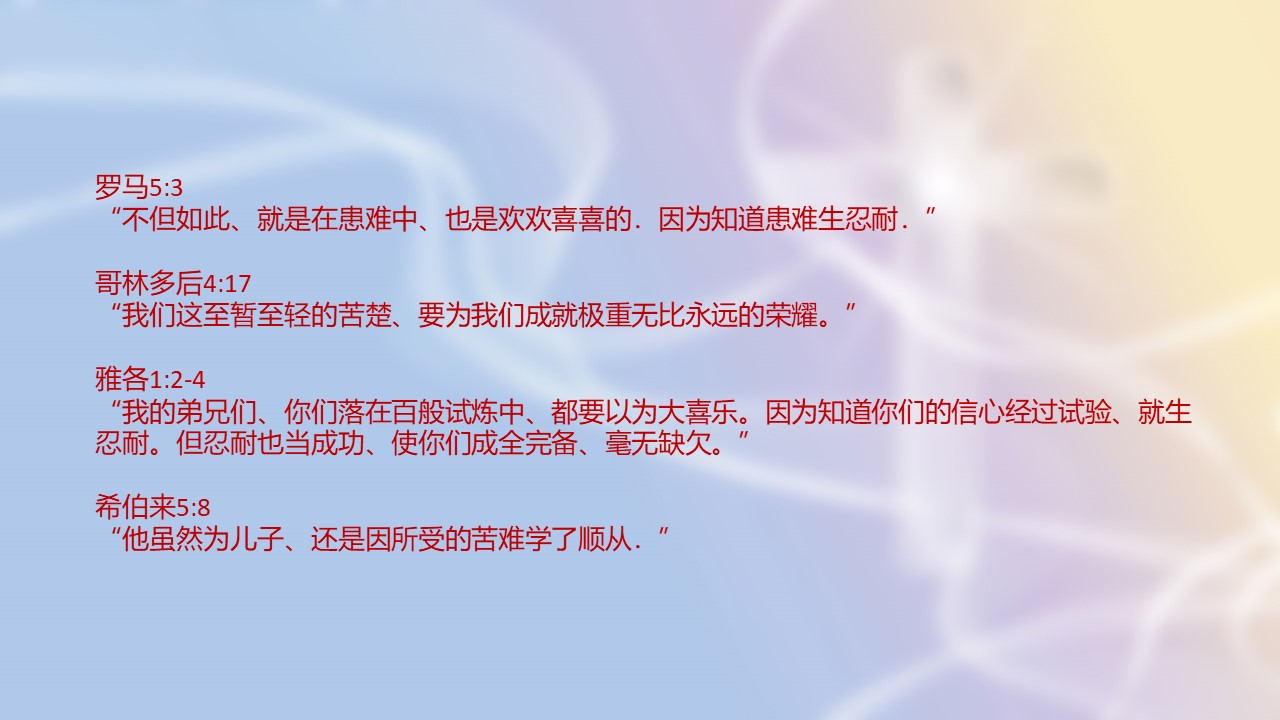 罗马5:3
“不但如此、就是在患难中、也是欢欢喜喜的．因为知道患难生忍耐．”
哥林多后4:17
“我们这至暂至轻的苦楚、要为我们成就极重无比永远的荣耀。”
雅各1:2-4
“我的弟兄们、你们落在百般试炼中、都要以为大喜乐。因为知道你们的信心经过试验、就生
忍耐。但忍耐也当成功、使你们成全完备、毫无缺欠。”
希伯来5:8
“他虽然为儿子、还是因所受的苦难学了顺从．”